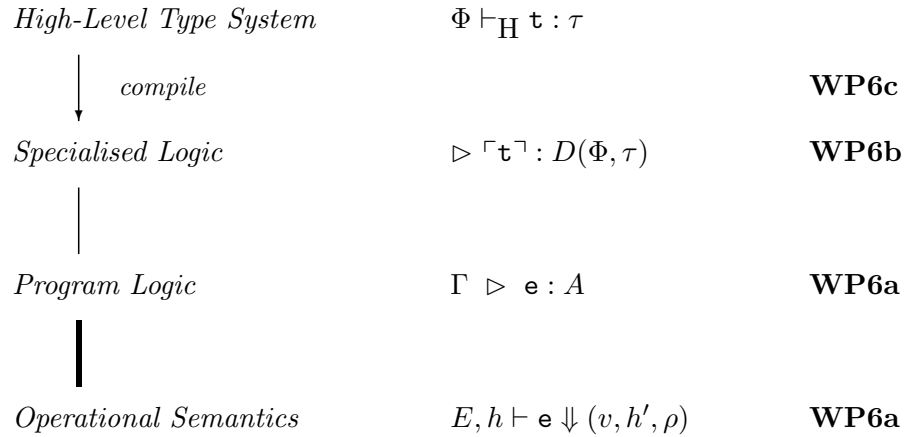 High-Level Type System Φ ⊢H t : τ
compile WP6c
Specialised Logic ▷ ⌜t⌝ : D(Φ, τ) WP6b
Program Logic Γ ▷ e : A WP6a
Operational Semantics E, h ⊢ e ⇓ (v, h′, ρ) WP6a